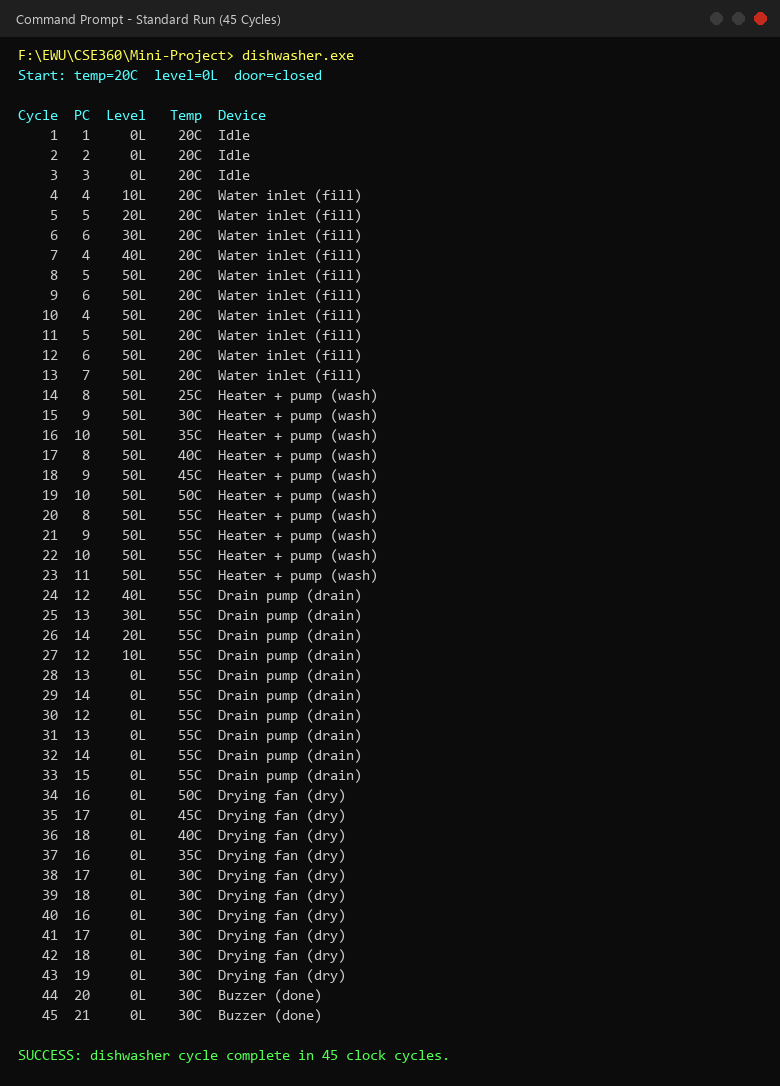 Command Prompt - Standard Run (45 Cycles)
F:\EWU\CSE360\Mini-Project> dishwasher.exe
Start: temp=20C  level=0L  door=closed
Cycle  PC  Level   Temp  Device
    1   1     0L    20C  Idle
    2   2     0L    20C  Idle
    3   3     0L    20C  Idle
    4   4    10L    20C  Water inlet (fill)
    5   5    20L    20C  Water inlet (fill)
    6   6    30L    20C  Water inlet (fill)
    7   4    40L    20C  Water inlet (fill)
    8   5    50L    20C  Water inlet (fill)
    9   6    50L    20C  Water inlet (fill)
   10   4    50L    20C  Water inlet (fill)
   11   5    50L    20C  Water inlet (fill)
   12   6    50L    20C  Water inlet (fill)
   13   7    50L    20C  Water inlet (fill)
   14   8    50L    25C  Heater + pump (wash)
   15   9    50L    30C  Heater + pump (wash)
   16  10    50L    35C  Heater + pump (wash)
   17   8    50L    40C  Heater + pump (wash)
   18   9    50L    45C  Heater + pump (wash)
   19  10    50L    50C  Heater + pump (wash)
   20   8    50L    55C  Heater + pump (wash)
   21   9    50L    55C  Heater + pump (wash)
   22  10    50L    55C  Heater + pump (wash)
   23  11    50L    55C  Heater + pump (wash)
   24  12    40L    55C  Drain pump (drain)
   25  13    30L    55C  Drain pump (drain)
   26  14    20L    55C  Drain pump (drain)
   27  12    10L    55C  Drain pump (drain)
   28  13     0L    55C  Drain pump (drain)
   29  14     0L    55C  Drain pump (drain)
   30  12     0L    55C  Drain pump (drain)
   31  13     0L    55C  Drain pump (drain)
   32  14     0L    55C  Drain pump (drain)
   33  15     0L    55C  Drain pump (drain)
   34  16     0L    50C  Drying fan (dry)
   35  17     0L    45C  Drying fan (dry)
   36  18     0L    40C  Drying fan (dry)
   37  16     0L    35C  Drying fan (dry)
   38  17     0L    30C  Drying fan (dry)
   39  18     0L    30C  Drying fan (dry)
   40  16     0L    30C  Drying fan (dry)
   41  17     0L    30C  Drying fan (dry)
   42  18     0L    30C  Drying fan (dry)
   43  19     0L    30C  Drying fan (dry)
   44  20     0L    30C  Buzzer (done)
   45  21     0L    30C  Buzzer (done)
SUCCESS: dishwasher cycle complete in 45 clock cycles.